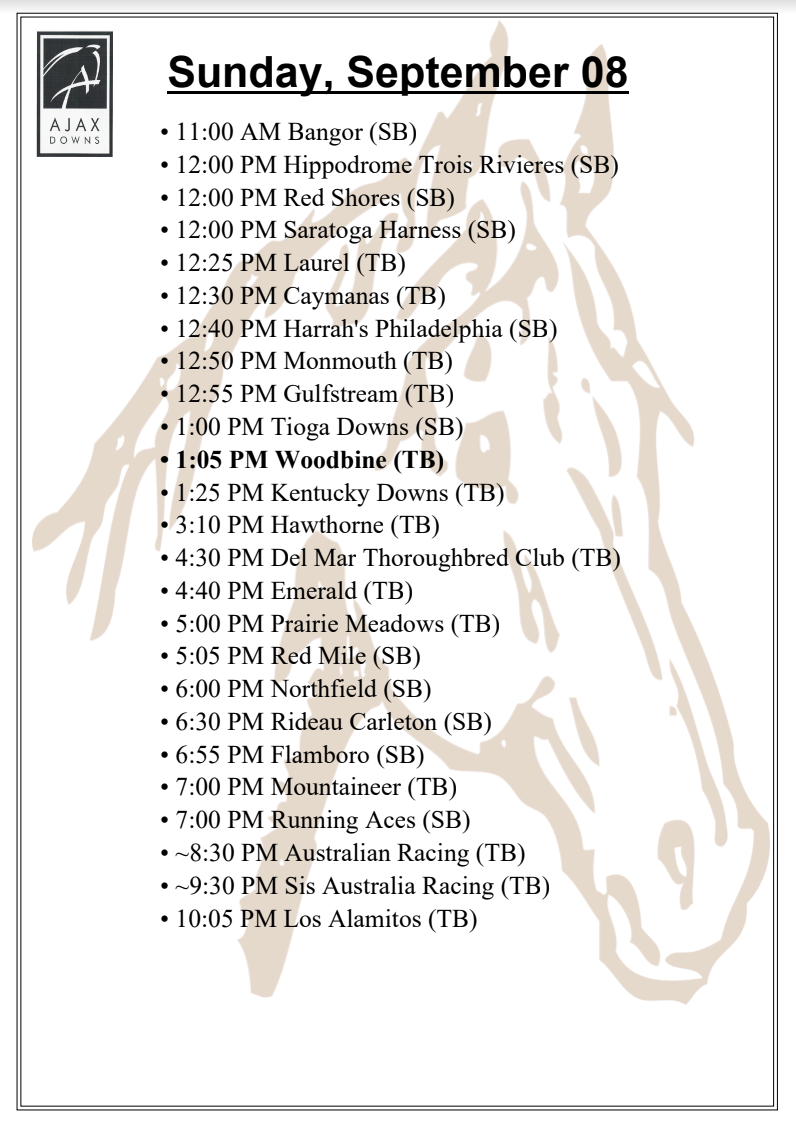 AJAX
DOWNS
Sunday, September 08
• 11:00 AM Bangor (SB)
• 12:00 PM Hippodrome Trois Rivieres (SB)
• 12:00 PM Red Shores (SB)
• 12:00 PM Saratoga Harness (SB)
• 12:25 PM Laurel (TB)
• 12:30 PM Caymanas (TB)
• 12:40 PM Harrah's Philadelphia (SB)
• 12:50 PM Monmouth (TB)
• 12:55 PM Gulfstream (TB)
• 1:00 PM Tioga Downs (SB)
• 1:05 PM Woodbine (TB)
• 1:25 PM Kentucky Downs (TB)
• 3:10 PM Hawthorne (TB)
• 4:30 PM Del Mar Thoroughbred Club (TB)
• 4:40 PM Emerald (TB)
• 5:00 PM Prairie Meadows (TB)
• 5:05 PM Red Mile (SB)
• 6:00 PM Northfield (SB)
• 6:30 PM Rideau Carleton (SB)
• 6:55 PM Flamboro (SB)
• 7:00 PM Mountaineer (TB)
• 7:00 PM Running Aces (SB)
• ~8:30 PM Australian Racing (TB)
• ~9:30 PM Sis Australia Racing (TB)
• 10:05 PM Los Alamitos (TB)